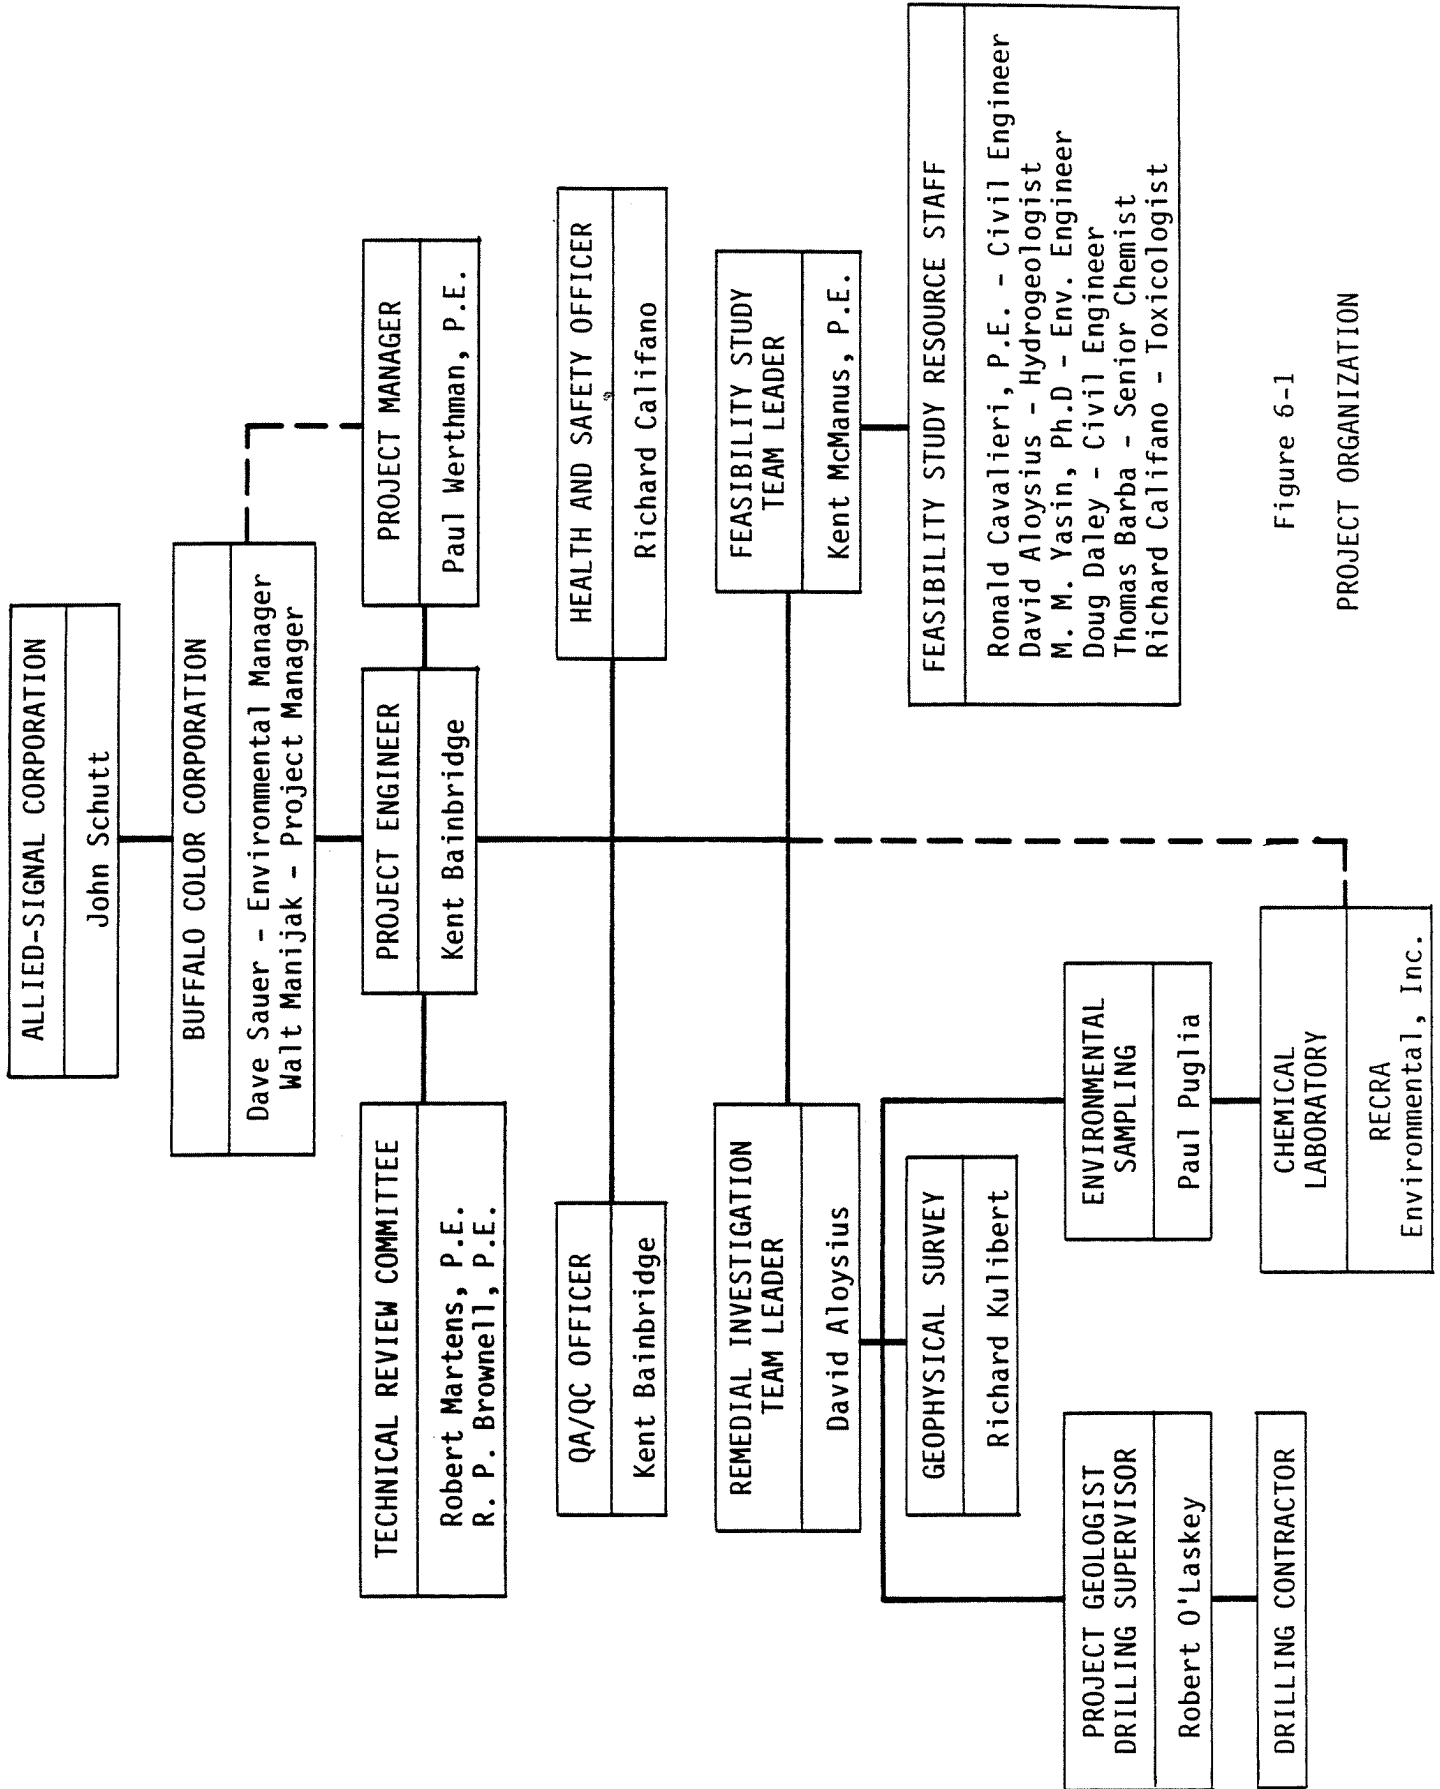 ALLIED-SIGNAL CORPORATION
John Schutt
BUFFALO COLOR CORPORATION
Dave Sauer - Environmental Manager
Walt Manijak - Project Manager
TECHNICAL REVIEW COMMITTEE
Robert Martens, P.E.
R. P. Brownell, P.E.
PROJECT ENGINEER
Kent Bainbridge
PROJECT MANAGER
Paul Werthman, P.E.
QA/QC OFFICER
Kent Bainbridge
HEALTH AND SAFETY OFFICER
Richard Califano
REMEDIAL INVESTIGATION
TEAM LEADER
David Aloysius
FEASIBILITY STUDY
TEAM LEADER
Kent McManus, P.E.
GEOPHYSICAL SURVEY
Richard Kulibert
FEASIBILITY STUDY RESOURCE STAFF
Ronald Cavalieri, P.E. - Civil Engineer
David Aloysius - Hydrogeologist
M. M. Yasin, Ph.D - Env. Engineer
Doug Daley - Civil Engineer
Thomas Barba - Senior Chemist
Richard Califano - Toxicologist
PROJECT GEOLOGIST
DRILLING SUPERVISOR
Robert O'Laskey
ENVIRONMENTAL
SAMPLING
Paul Puglia
DRILLING CONTRACTOR
CHEMICAL
LABORATORY
RECRA
Environmental, Inc.
Figure 6-1
PROJECT ORGANIZATION